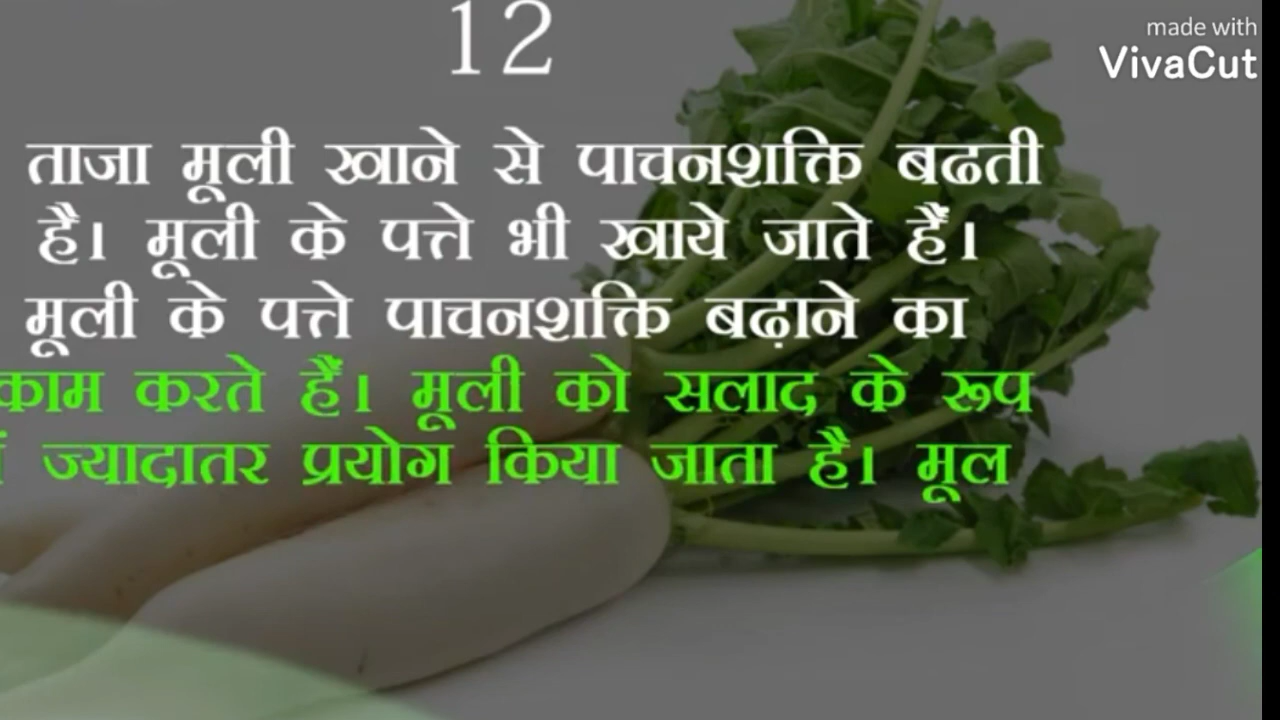 made with
VivaCut
12
ताजा मूली खाने से पाचनशक्ति बढती
है। मूली के पत्ते भी खाये जाते हैं।
मूली के पत्ते पाचनशक्ति बढ़ाने का
काम करते हैं। मूली को सलाद के रूप
ज्यादातर प्रयोग किया जाता है। मूल